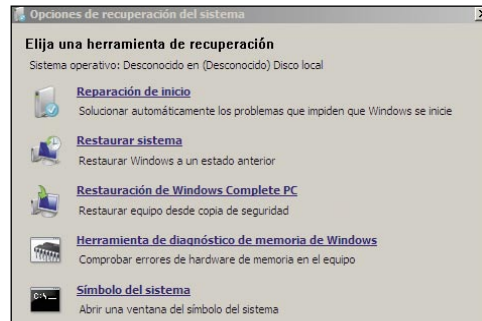 Opciones de recuperación del sistema
Elija una herramienta de recuperación
Sistema operativo: Desconocido en (Desconocido) Disco local
Reparación de inicio
Solucionar automáticamente los problemas que impiden que Windows se inicie
Restaurar sistema
Restaurar Windows a un estado anterior
Restauración de Windows Complete PC
Restaurar equipo desde copia de seguridad
Herramienta de diagnóstico de memoria de Windows
Comprobar errores de hardware de memoria en el equipo
C:\_
Símbolo del sistema
Abrir una ventana del símbolo del sistema